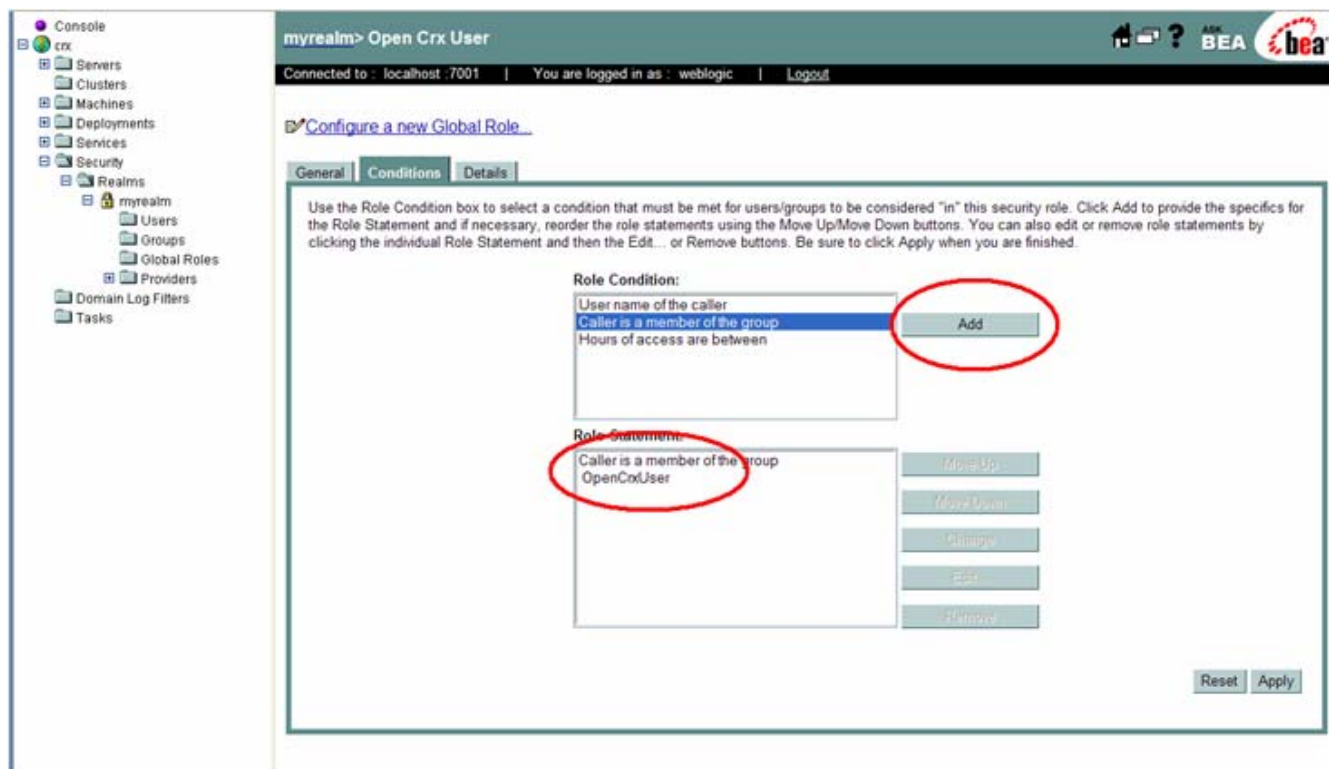 Console
crx
Servers
Clusters
Machines
Deployments
Services
Security
Realms
myrealm
Users
Groups
Global Roles
Providers
Domain Log Filters
Tasks
myrealm> Open Crx User
ASK
BEA
bea
Connected to : localhost :7001 | You are logged in as : weblogic | Logout
Configure a new Global Role...
General Conditions Details
Use the Role Condition box to select a condition that must be met for users/groups to be considered "in" this security role. Click Add to provide the specifics for
the Role Statement and if necessary, reorder the role statements using the Move Up/Move Down buttons. You can also edit or remove role statements by
clicking the individual Role Statement and then the Edit... or Remove buttons. Be sure to click Apply when you are finished.
Role Condition:
User name of the caller
Caller is a member of the group
Hours of access are between
Add
Role Statement:
Caller is a member of the group
OpenCrxUser
Move Up
Move Down
Change
Edit...
Remove
Reset Apply